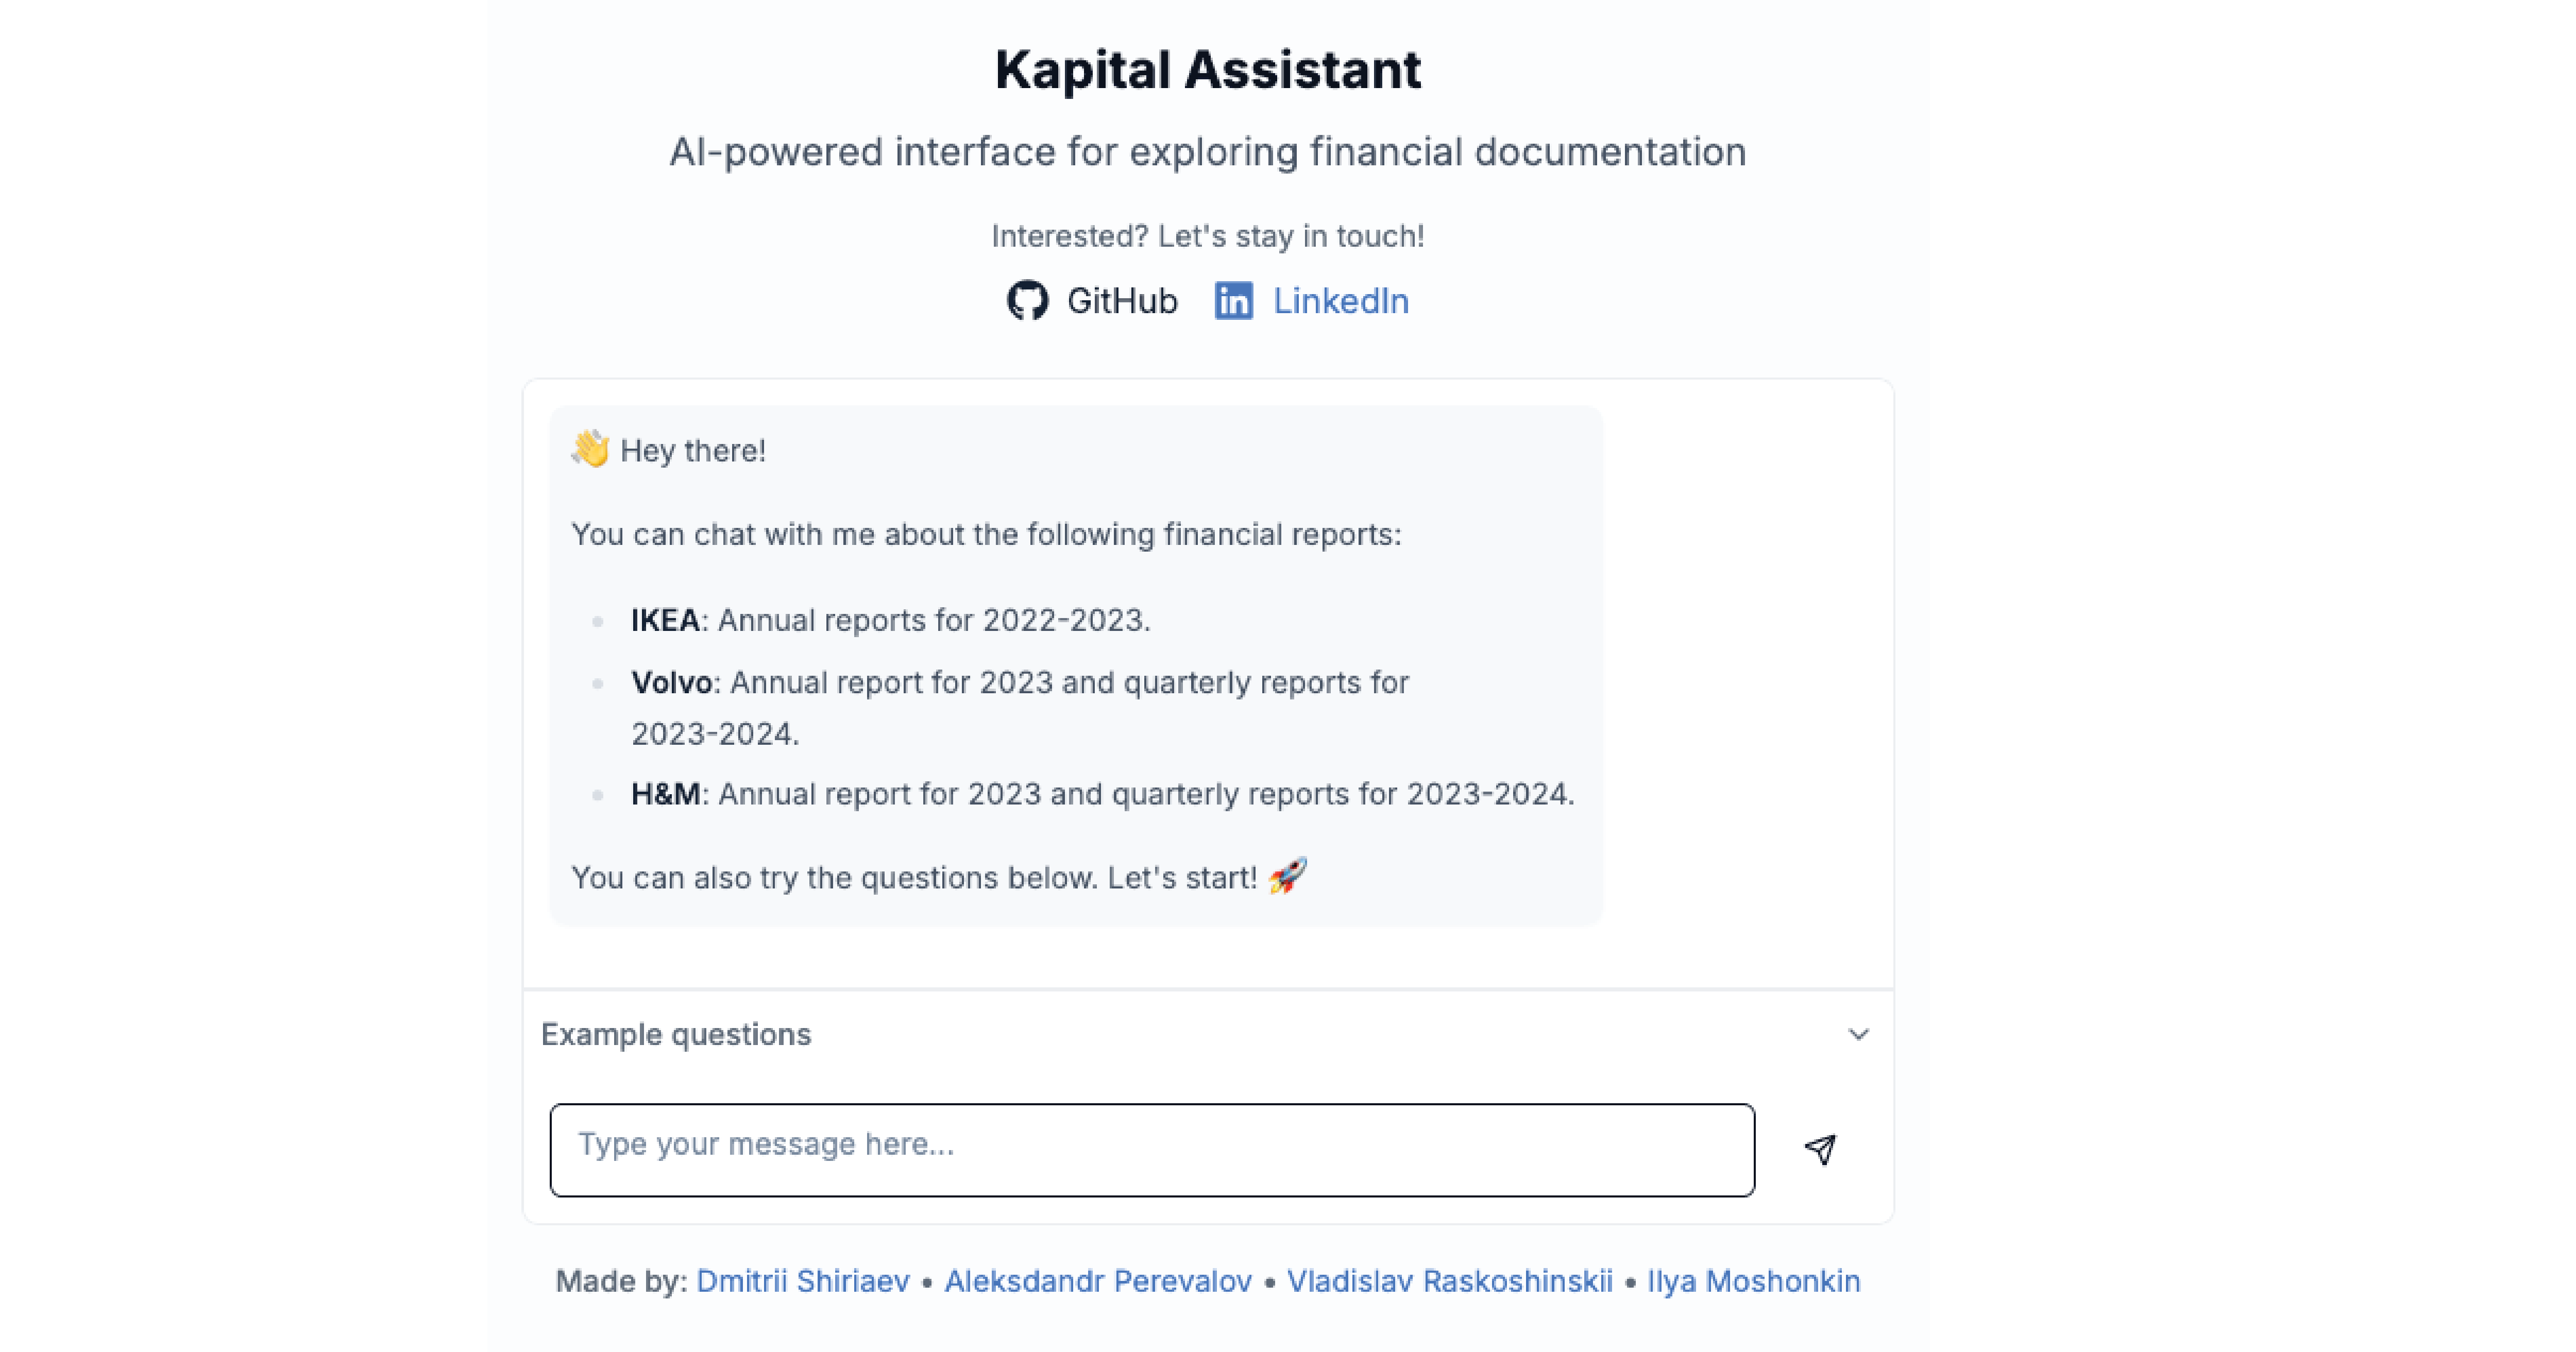 Kapital Assistant
AI-powered interface for exploring financial documentation
Interested? Let's stay in touch!
GitHub LinkedIn
👋 Hey there!
You can chat with me about the following financial reports:
• IKEA: Annual reports for 2022-2023.
• Volvo: Annual report for 2023 and quarterly reports for
2023-2024.
• H&M: Annual report for 2023 and quarterly reports for 2023-2024.
You can also try the questions below. Let's start! 🚀
Example questions
Type your message here...
Made by: Dmitrii Shiriaev • Aleksdandr Perevalov • Vladislav Raskoshinskii • Ilya Moshonkin